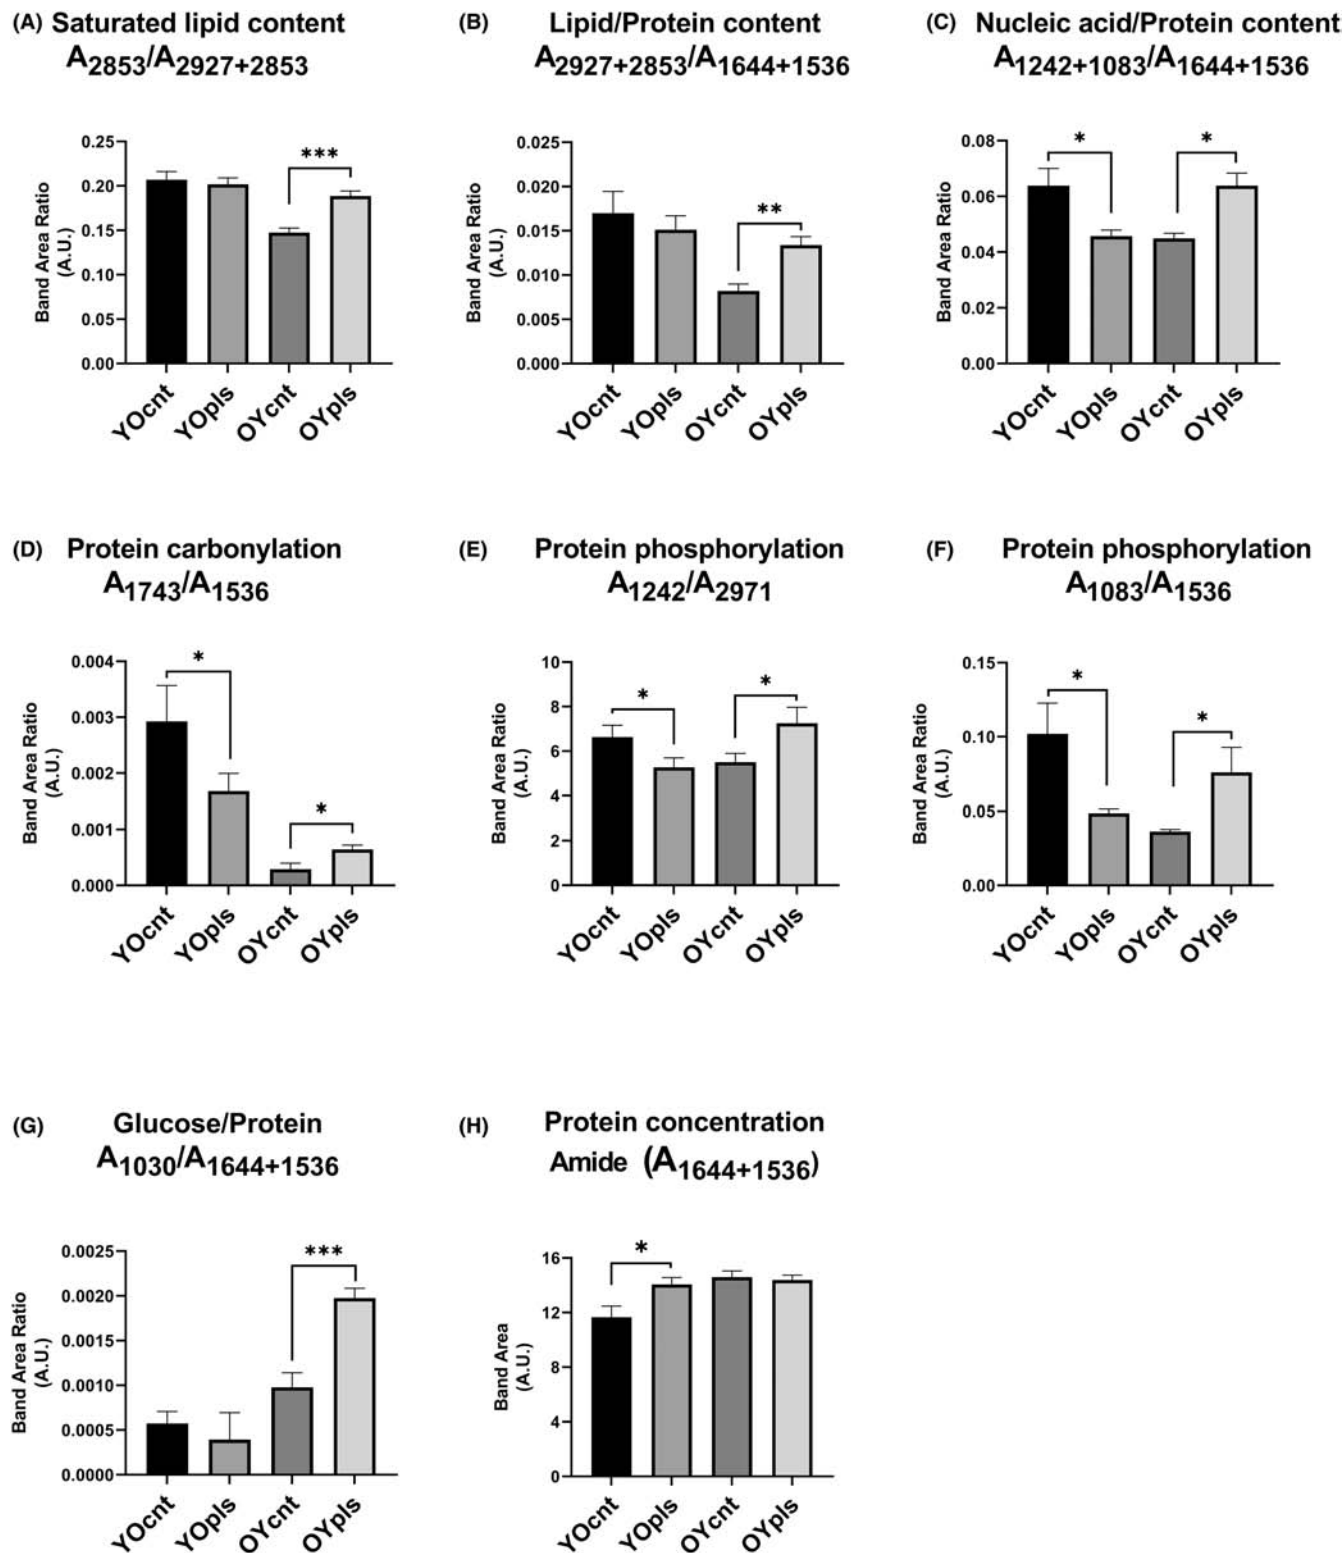 (A) Saturated lipid content
A2853/A2927+2853
Band Area Ratio
(A.U.)
0.25
0.20
0.15
0.10
0.05
0.00
***
YOcnt
YOpls
OYcnt
OYpls
(B) Lipid/Protein content
A2927+2853/A1644+1536
Band Area Ratio
(A.U.)
0.025
0.020
0.015
0.010
0.005
0.000
**
YOcnt
YOpls
OYcnt
OYpls
(C) Nucleic acid/Protein content
A1242+1083/A1644+1536
Band Area Ratio
0.08
0.06
0.04
0.02
0.00
*
*
YOcnt
YOpls
OYcnt
OYpls
(D) Protein carbonylation
A1743/A1536
Band Area Ratio
(A.U.)
0.004
0.003
0.002
0.001
0.000
*
*
YOcnt
YOpls
OYcnt
OYpls
(E) Protein phosphorylation
A1242/A2971
Band Area Ratio
(A.U.)
10
8
6
4
2
0
*
*
YOcnt
YOpls
OYcnt
OYpls
(F) Protein phosphorylation
A1083/A1536
Band Area Ratio
(A.U.)
0.15
0.10
0.05
0.00
*
*
YOcnt
YOpls
OYcnt
OYpls
(G) Glucose/Protein
A1030/A1644+1536
Band Area Ratio
(A.U.)
0.0025
0.0020
0.0015
0.0010
0.0005
0.0000
***
YOcnt
YOpls
OYcnt
OYpls
(H) Protein concentration
Amide (A1644+1536)
Band Area
(A.U.)
16
12
8
4
0
*
YOcnt
YOpls
OYcnt
OYpls